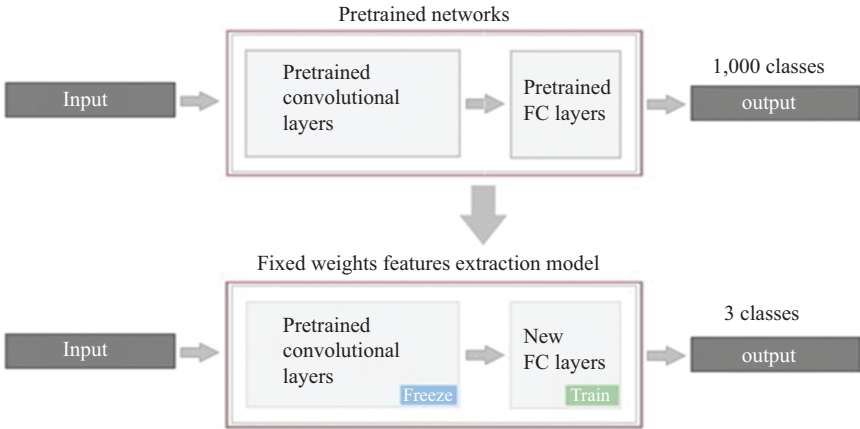 Pretrained networks
Input
Pretrained
convolutional
layers
Pretrained
FC layers
1,000 classes
output
Fixed weights features extraction model
Input
Pretrained
convolutional
layers
Freeze
New
FC layers
Train
3 classes
output